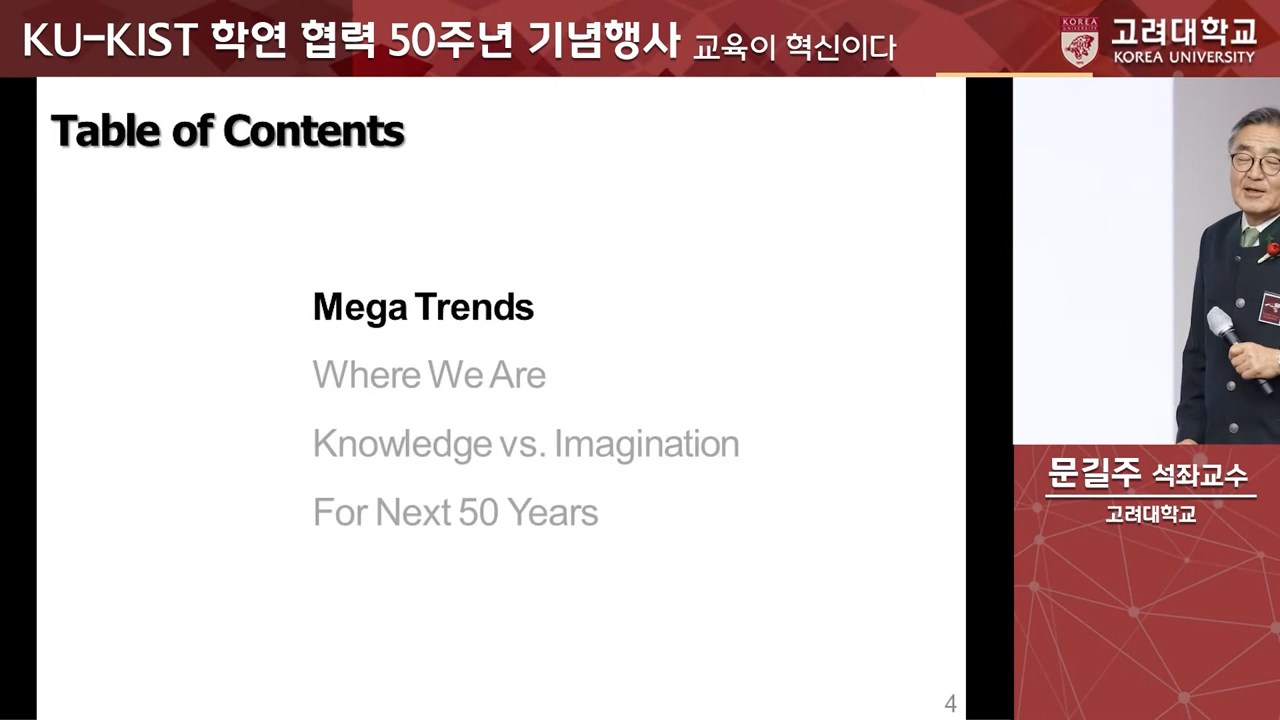 KU-KIST 학연 협력 50주년 기념행사 교육이 혁신이다
KOREA
UNIVERSITY
고려대학교
KOREA UNIVERSITY
Table of Contents
Mega Trends
Where We Are
Knowledge vs. Imagination
For Next 50 Years
4
문길주 석좌교수
고려대학교